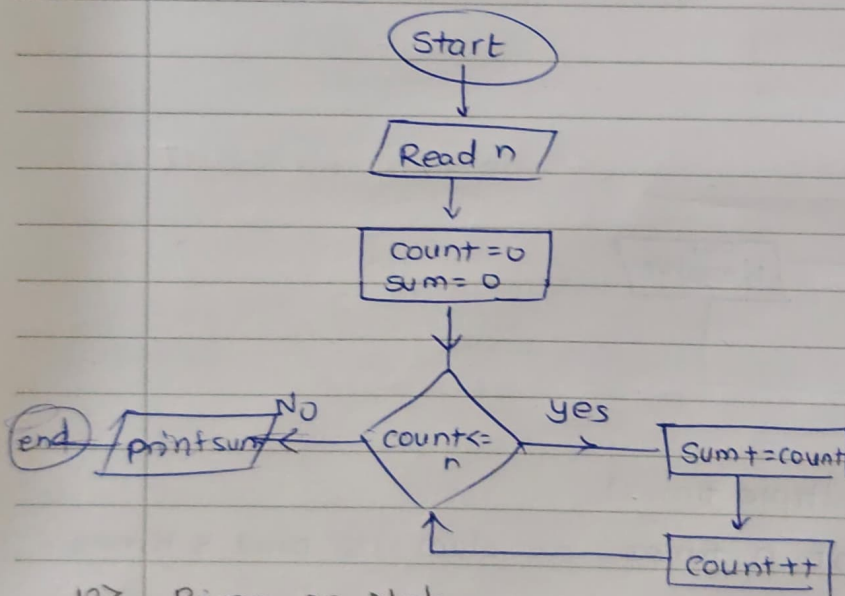 Start
Read n
count = 0
sum = 0
count<=
n
yes
Sum+=count
count++
No
printsum
end